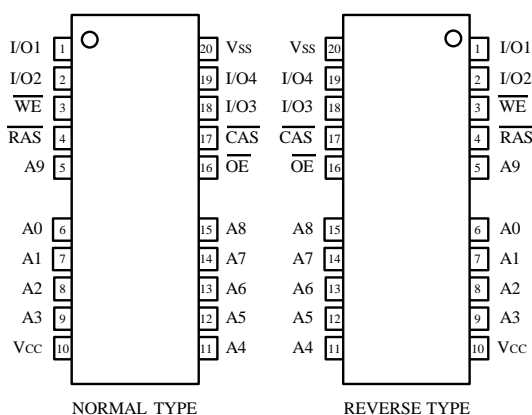 I/O1 1 20 Vss Vss 20 1 I/O1
I/O2 2 19 I/O4 I/O4 19 2 I/O2
WE 3 18 I/O3 I/O3 18 3 WE
RAS 4 17 CAS CAS 17 4 RAS
A9 5 16 OE OE 16 5 A9
A0 6 15 A8 A8 15 6 A0
A1 7 14 A7 A7 14 7 A1
A2 8 13 A6 A6 13 8 A2
A3 9 12 A5 A5 12 9 A3
Vcc 10 11 A4 A4 11 10 Vcc
NORMAL TYPE REVERSE TYPE